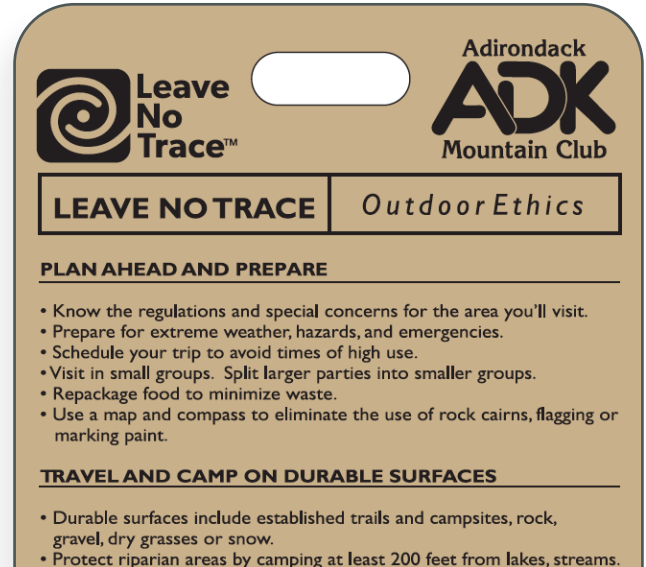 Leave
No
Trace™
Adirondack
ADK
Mountain Club
LEAVE NO TRACE
Outdoor Ethics
PLAN AHEAD AND PREPARE
• Know the regulations and special concerns for the area you'll visit.
• Prepare for extreme weather, hazards, and emergencies.
• Schedule your trip to avoid times of high use.
• Visit in small groups. Split larger parties into smaller groups.
• Repackage food to minimize waste.
• Use a map and compass to eliminate the use of rock cairns, flagging or
marking paint.
TRAVEL AND CAMP ON DURABLE SURFACES
• Durable surfaces include established trails and campsites, rock,
gravel, dry grasses or snow.
• Protect riparian areas by camping at least 200 feet from lakes, streams.